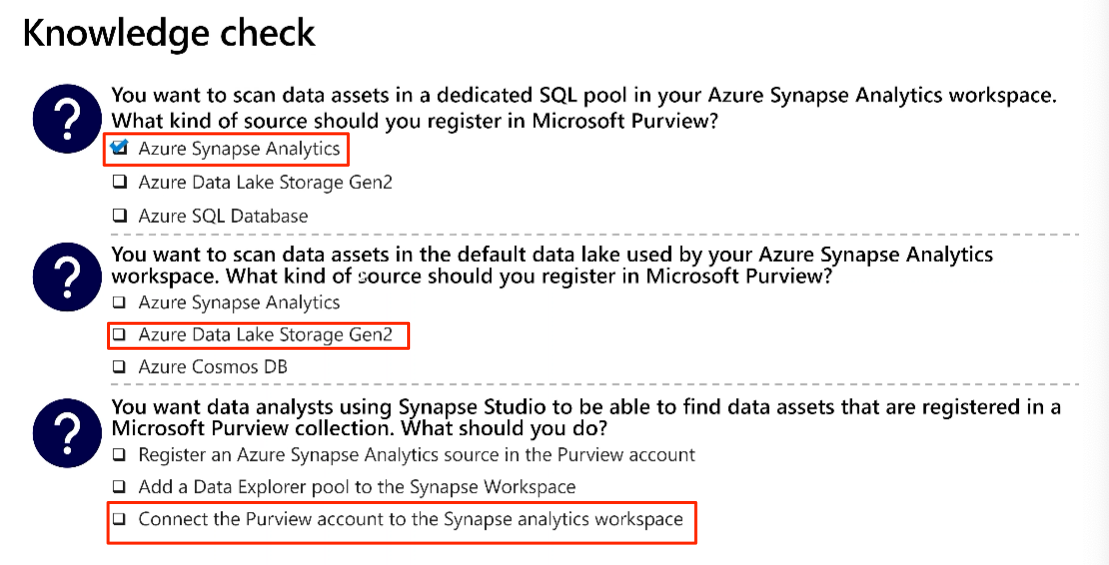 Knowledge check
You want to scan data assets in a dedicated SQL pool in your Azure Synapse Analytics workspace.
What kind of source should you register in Microsoft Purview?
Azure Synapse Analytics
Azure Data Lake Storage Gen2
Azure SQL Database
You want to scan data assets in the default data lake used by your Azure Synapse Analytics
workspace. What kind of source should you register in Microsoft Purview?
Azure Synapse Analytics
Azure Data Lake Storage Gen2
Azure Cosmos DB
You want data analysts using Synapse Studio to be able to find data assets that are registered in a
Microsoft Purview collection. What should you do?
Register an Azure Synapse Analytics source in the Purview account
Add a Data Explorer pool to the Synapse Workspace
Connect the Purview account to the Synapse analytics workspace